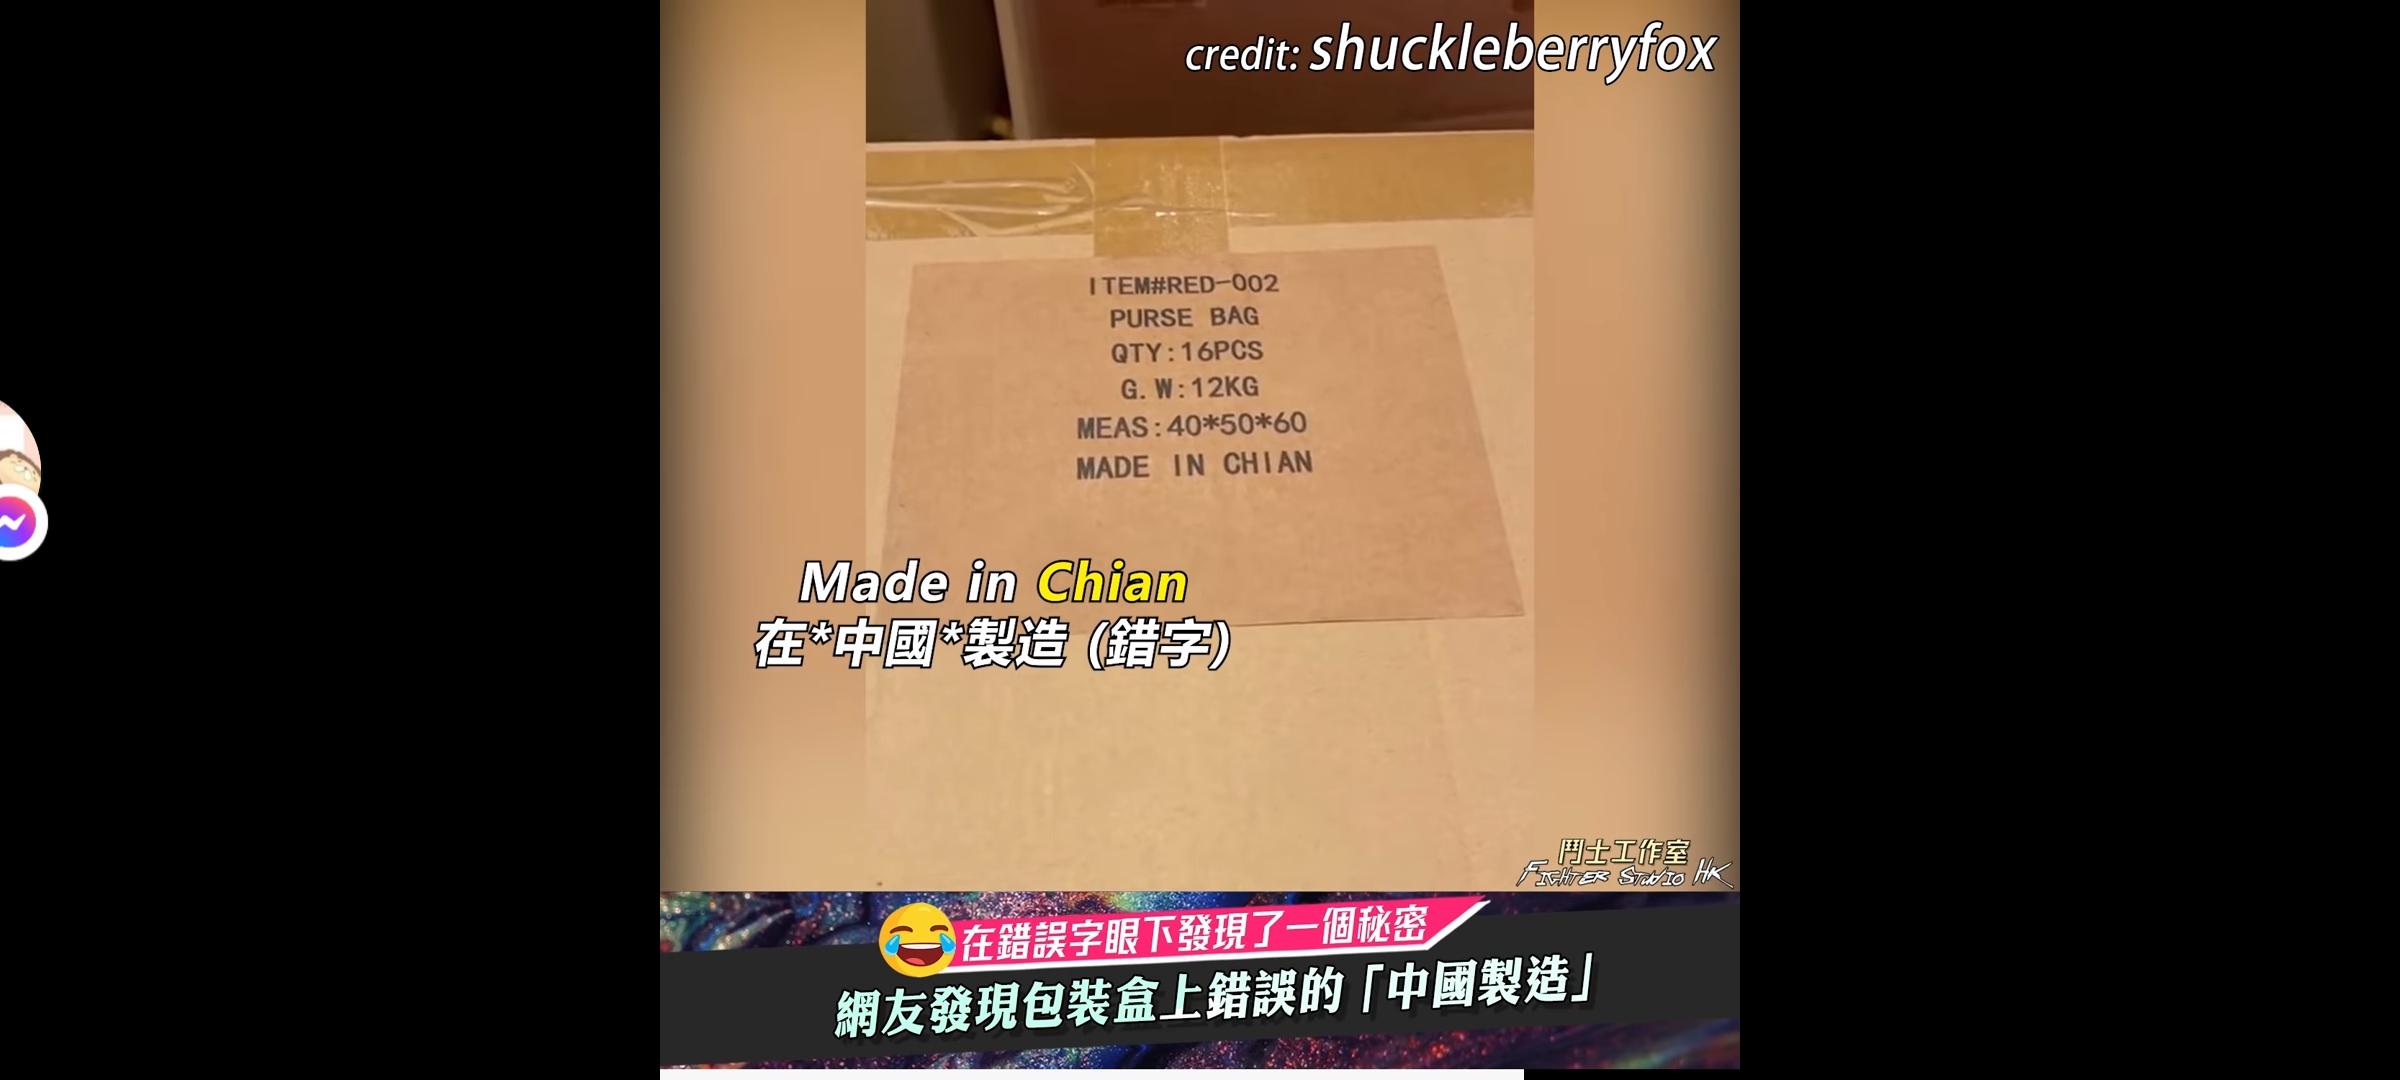 credit: shuckleberryfox
ITEM#RED-002
PURSE BAG
QTY:16PCS
G.W:12KG
MEAS:40*50*60
MADE IN CHIAN
Made in Chian
在*中國*製造 (錯字)
鬥士工作室
FIGHTER STUDIO HK
在錯誤字眼下發現了一個秘密
網友發現包裝盒上錯誤的「中國製造」